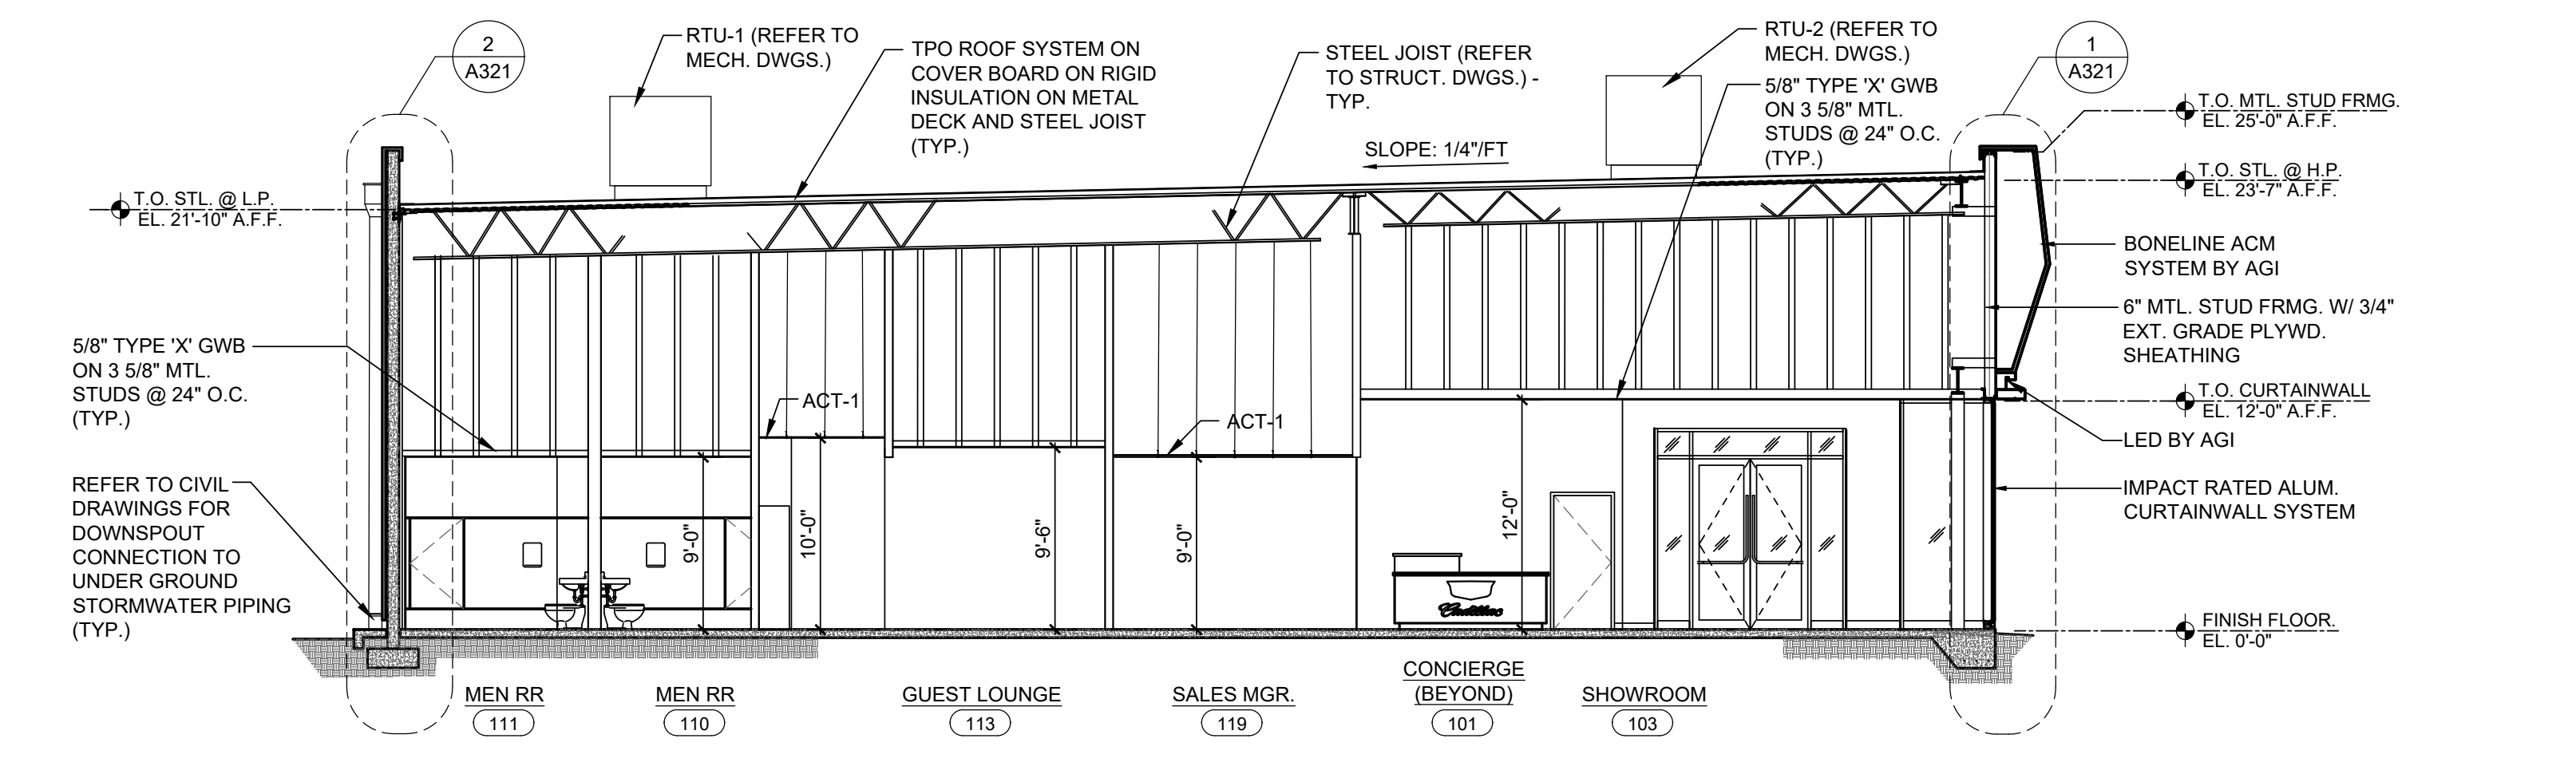 2
A321
RTU-1 (REFER TO
MECH. DWGS.)
TPO ROOF SYSTEM ON
COVER BOARD ON RIGID
INSULATION ON METAL
DECK AND STEEL JOIST
(TYP.)
STEEL JOIST (REFER
TO STRUCT. DWGS.) -
TYP.
SLOPE: 1/4"/FT
RTU-2 (REFER TO
MECH. DWGS.)
5/8" TYPE 'X' GWB
ON 3 5/8" MTL.
STUDS @ 24" O.C.
(TYP.)
1
A321
T.O. MTL. STUD FRMG.
EL. 25'-0" A.F.F.
T.O. STL. @ H.P.
EL. 23'-7" A.F.F.
T.O. STL. @ L.P.
EL. 21'-10" A.F.F.
BONELINE ACM
SYSTEM BY AGI
6" MTL. STUD FRMG. W/ 3/4"
EXT. GRADE PLYWD.
SHEATHING
5/8" TYPE 'X' GWB
ON 3 5/8" MTL.
STUDS @ 24" O.C.
(TYP.)
ACT-1
ACT-1
T.O. CURTAINWALL
EL. 12'-0" A.F.F.
LED BY AGI
REFER TO CIVIL
DRAWINGS FOR
DOWNSPOUT
CONNECTION TO
UNDER GROUND
STORMWATER PIPING
(TYP.)
IMPACT RATED ALUM.
CURTAINWALL SYSTEM
9'-0"
10'-0"
9'-6"
9'-0"
12'-0"
Cadillac
FINISH FLOOR.
EL. 0'-0"
MEN RR
111
MEN RR
110
GUEST LOUNGE
113
SALES MGR.
119
CONCIERGE
(BEYOND)
101
SHOWROOM
103